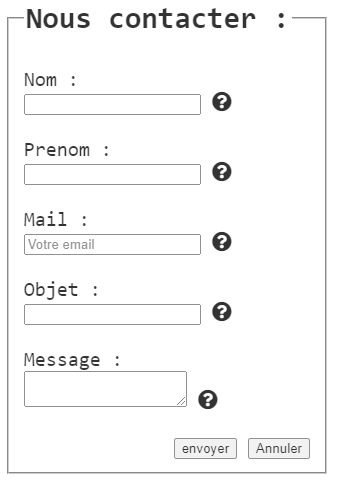 Nous contacter :
Nom :
?
Prenom :
?
Mail :
Votre email
?
Objet :
?
Message :
?
envoyer Annuler